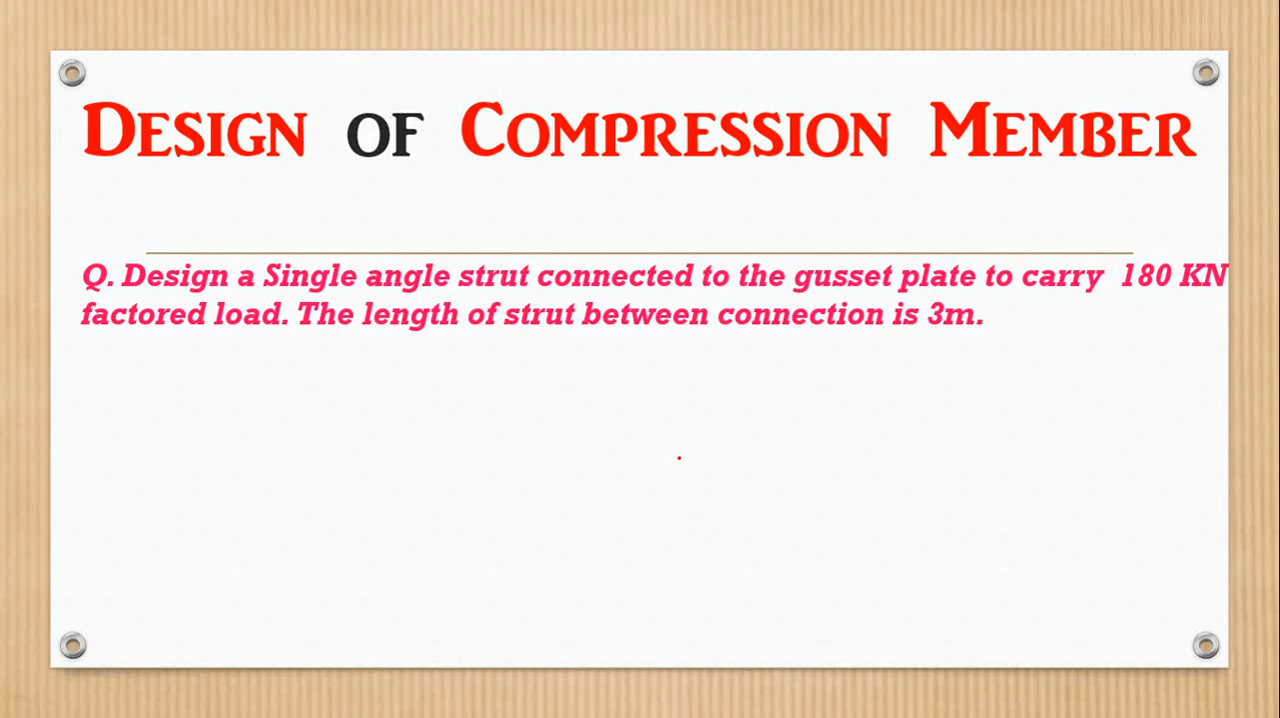 Design of Compression Member
Q. Design a Single angle strut connected to the gusset plate to carry 180 KN
factored load. The length of strut between connection is 3m.